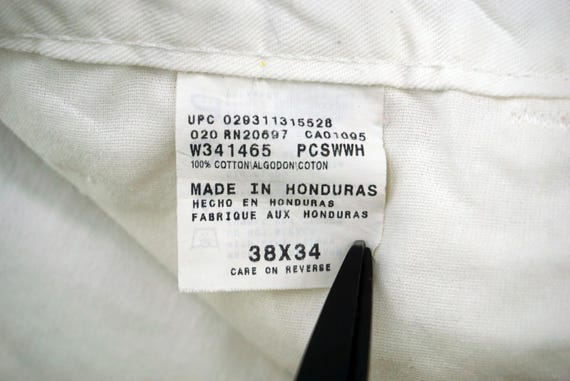 UPC 029311315528
020 RN20697 CA01095
W341465 PCSWWH
100% COTTON\ALGODON\COTON
MADE IN HONDURAS
HECHO EN HONDURAS
FABRIQUE AUX HONDURAS
38X34
CARE ON REVERSE